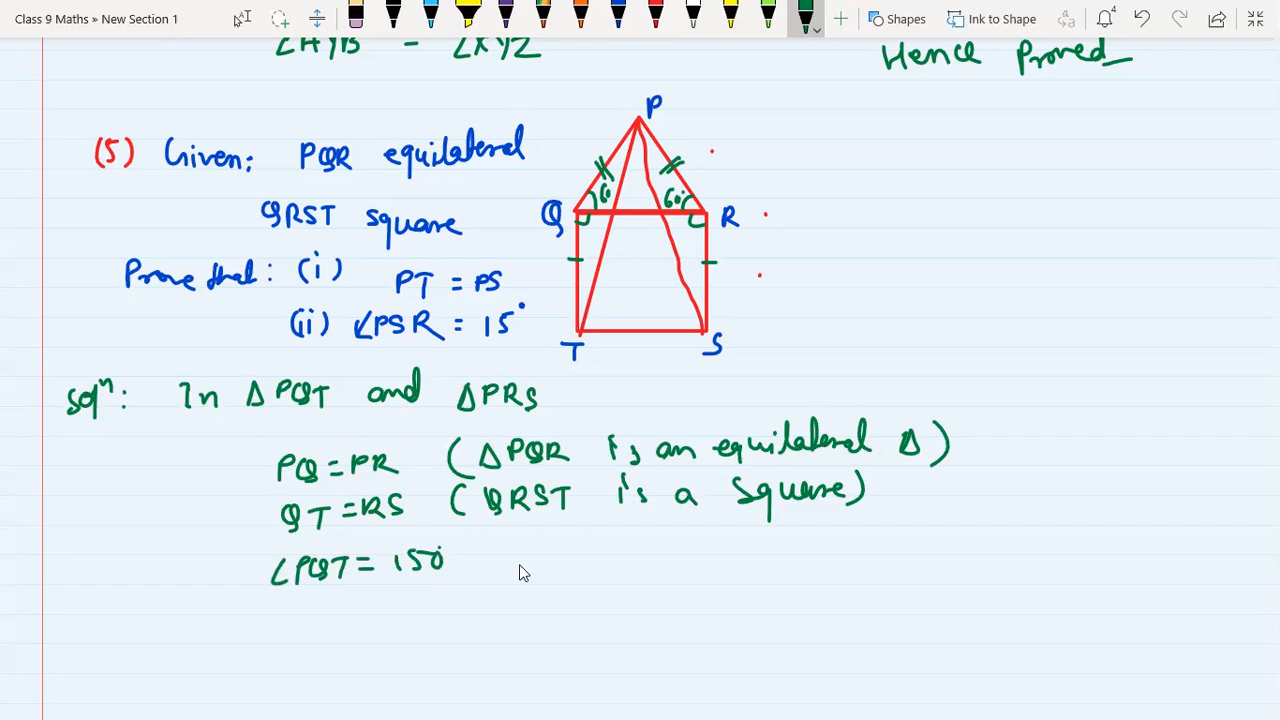 Class 9 Maths » New Section 1
Shapes
Ink to Shape
∠AYB = ∠XYZ
Hence Proved
(5) Given: PQR equilateral
QRST square
Prove that: (i) PT = PS
(ii) ∠PSR = 15°
P
Q
R
T
S
60
60°
Solⁿ: In Δ PQT and ΔPRS
PQ = PR (ΔPQR is an equilateral Δ)
QT = RS (QRST is a square)
∠PQT = 150°